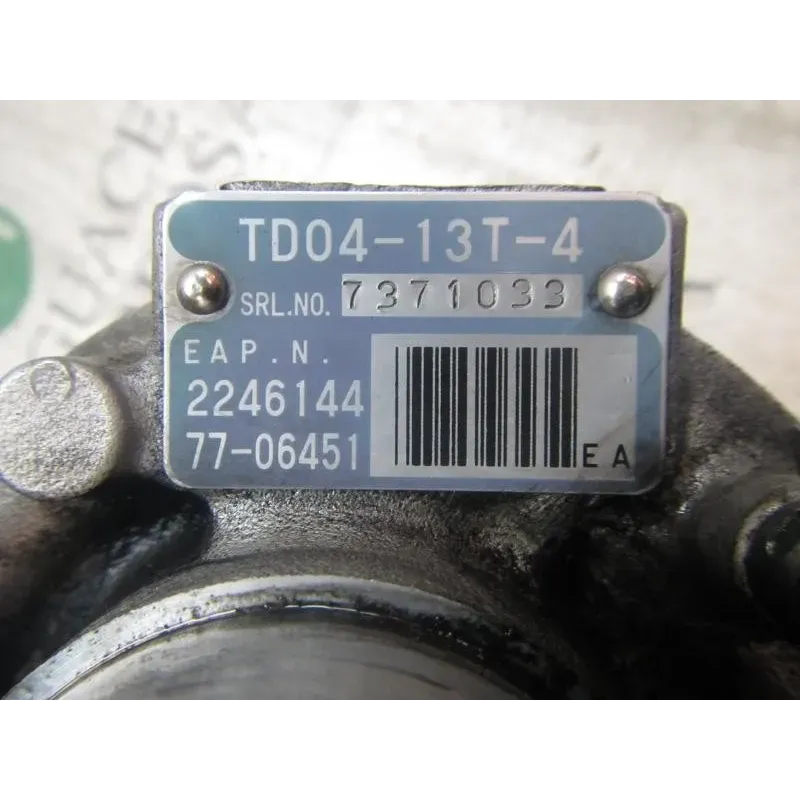 TD04-13T-4
SRL.NO. 7371033
EAP.N.
2246144
77-06451
EA